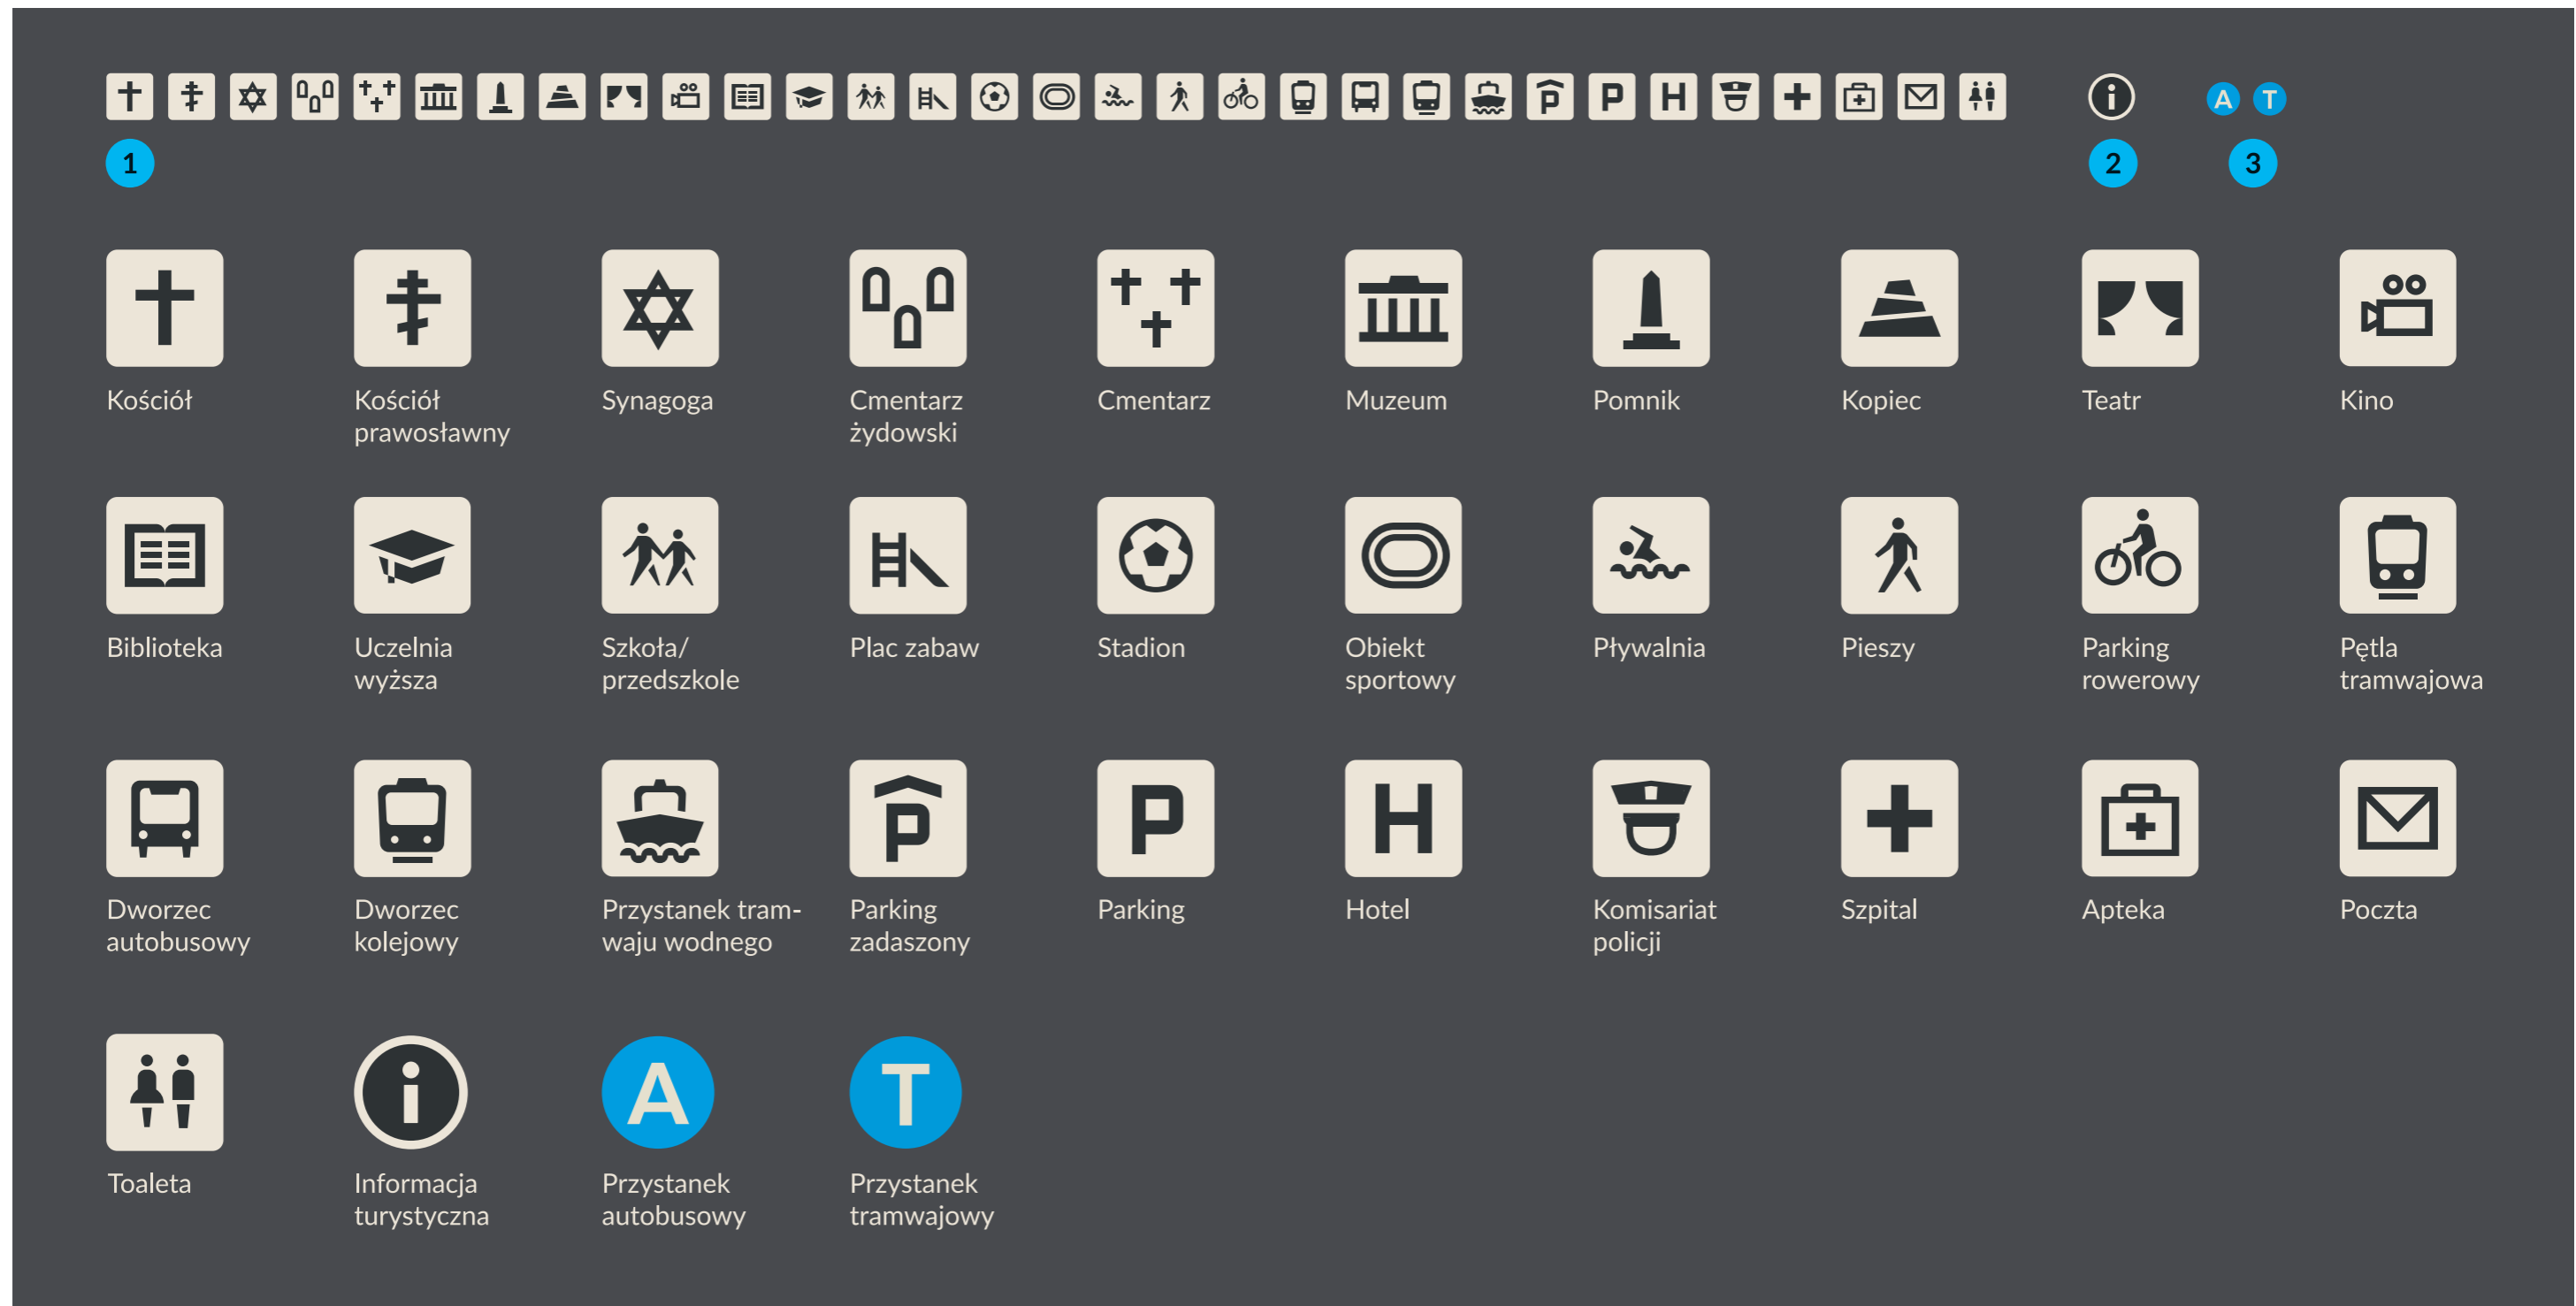 A T
1 2 3
Kościół
Kościół
prawosławny
Synagoga
Cmentarz
żydowski
Cmentarz
Muzeum
Pomnik
Kopiec
Teatr
Kino
Biblioteka
Uczelnia
wyższa
Szkoła/
przedszkole
Plac zabaw
Stadion
Obiekt
sportowy
Pływalnia
Pieszy
Parking
rowerowy
Pętla
tramwajowa
Dworzec
autobusowy
Dworzec
kolejowy
Przystanek tram-
waju wodnego
P
Parking
zadaszony
P
Parking
H
Hotel
Komisariat
policji
Szpital
Apteka
Poczta
Toaleta
i
Informacja
turystyczna
A
Przystanek
autobusowy
T
Przystanek
tramwajowy